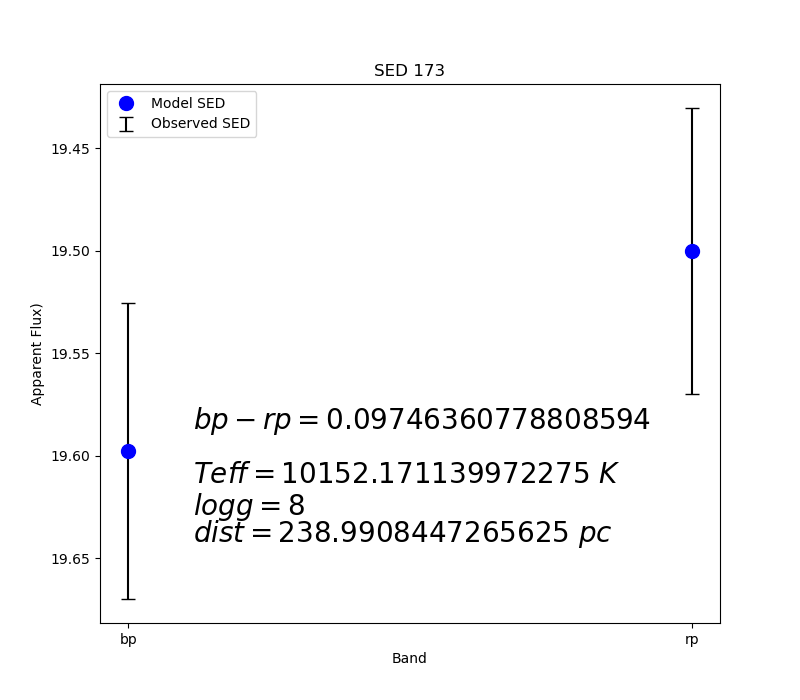 SED 173
Model SED
Observed SED
19.45
19.50
19.55
19.60
19.65
Apparent Flux)
bp − rp = 0.09746360778808594
Teff = 10152.171139972275 K
logg = 8
dist = 238.9908447265625 pc
bp
rp
Band